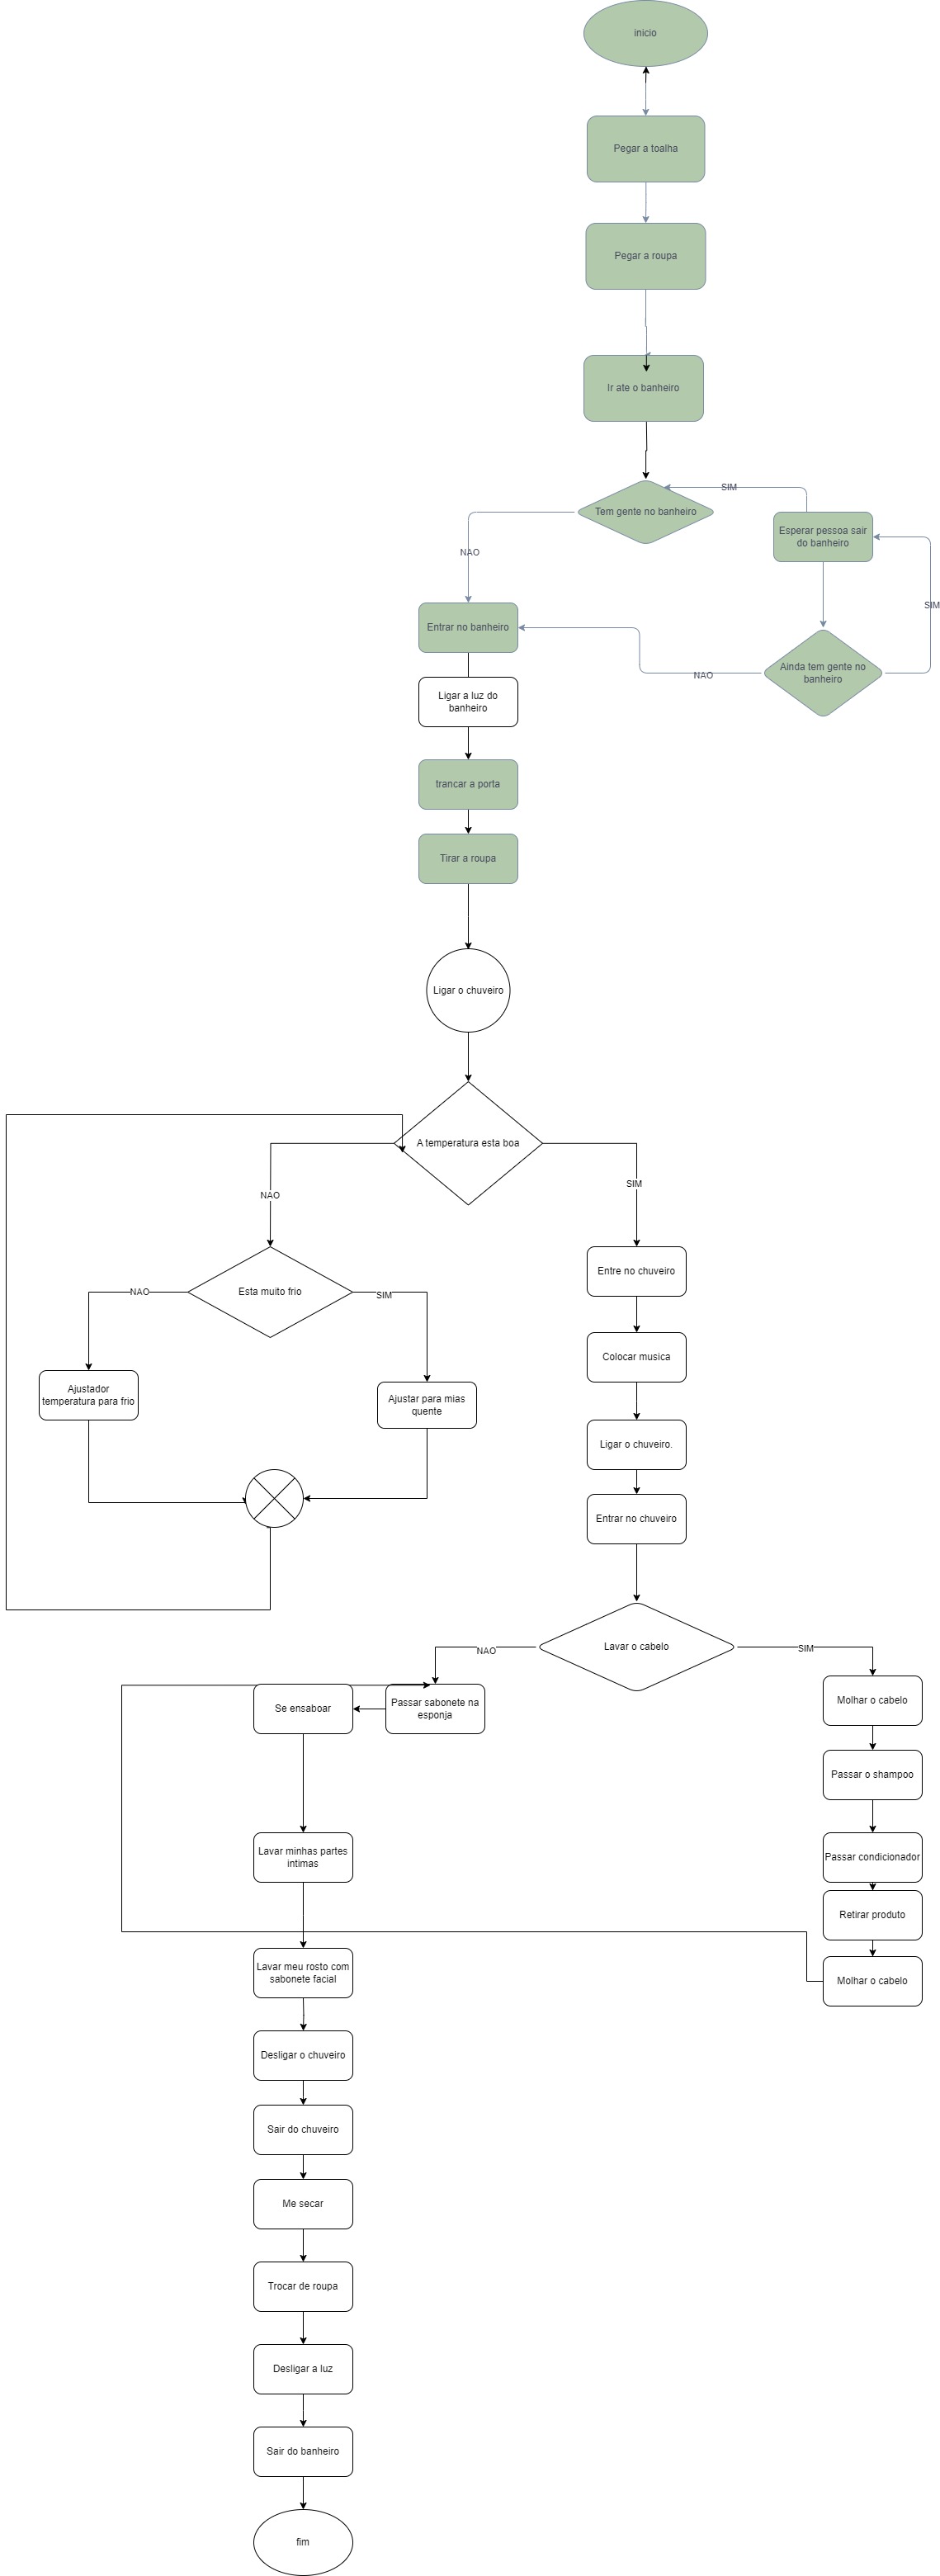 inicio
Pegar a toalha
Pegar a roupa
Ir ate o banheiro
SIM
Tem gente no banheiro
Esperar pessoa sair
do banheiro
NAO
SIM
Entrar no banheiro
Ainda tem gente no
banheiro
NAO
Ligar a luz do
banheiro
trancar a porta
Tirar a roupa
Ligar o chuveiro
A temperatura esta boa
NAO
SIM
Esta muito frio
NAO
SIM
Entre no chuveiro
Colocar musica
Ajustador
temperatura para frio
Ajustar para mias
quente
Ligar o chuveiro.
Entrar no chuveiro
Lavar o cabelo
NAO
SIM
Se ensaboar
Passar sabonete na
esponja
Molhar o cabelo
Passar o shampoo
Lavar minhas partes
intimas
Passar condicionador
Retirar produto
Lavar meu rosto com
sabonete facial
Molhar o cabelo
Desligar o chuveiro
Sair do chuveiro
Me secar
Trocar de roupa
Desligar a luz
Sair do banheiro
fim